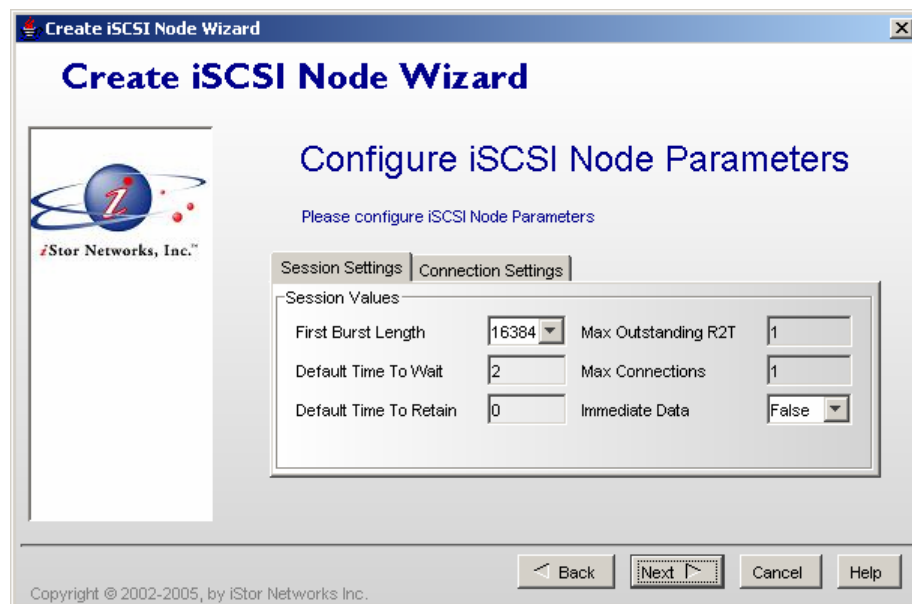 Create iSCSI Node Wizard
Create iSCSI Node Wizard
i
iStor Networks, Inc.™
Configure iSCSI Node Parameters
Please configure iSCSI Node Parameters
Session Settings Connection Settings
Session Values
First Burst Length 16384 Max Outstanding R2T 1
Default Time To Wait 2 Max Connections 1
Default Time To Retain 0 Immediate Data False
Back Next Cancel Help
Copyright © 2002-2005, by iStor Networks Inc.